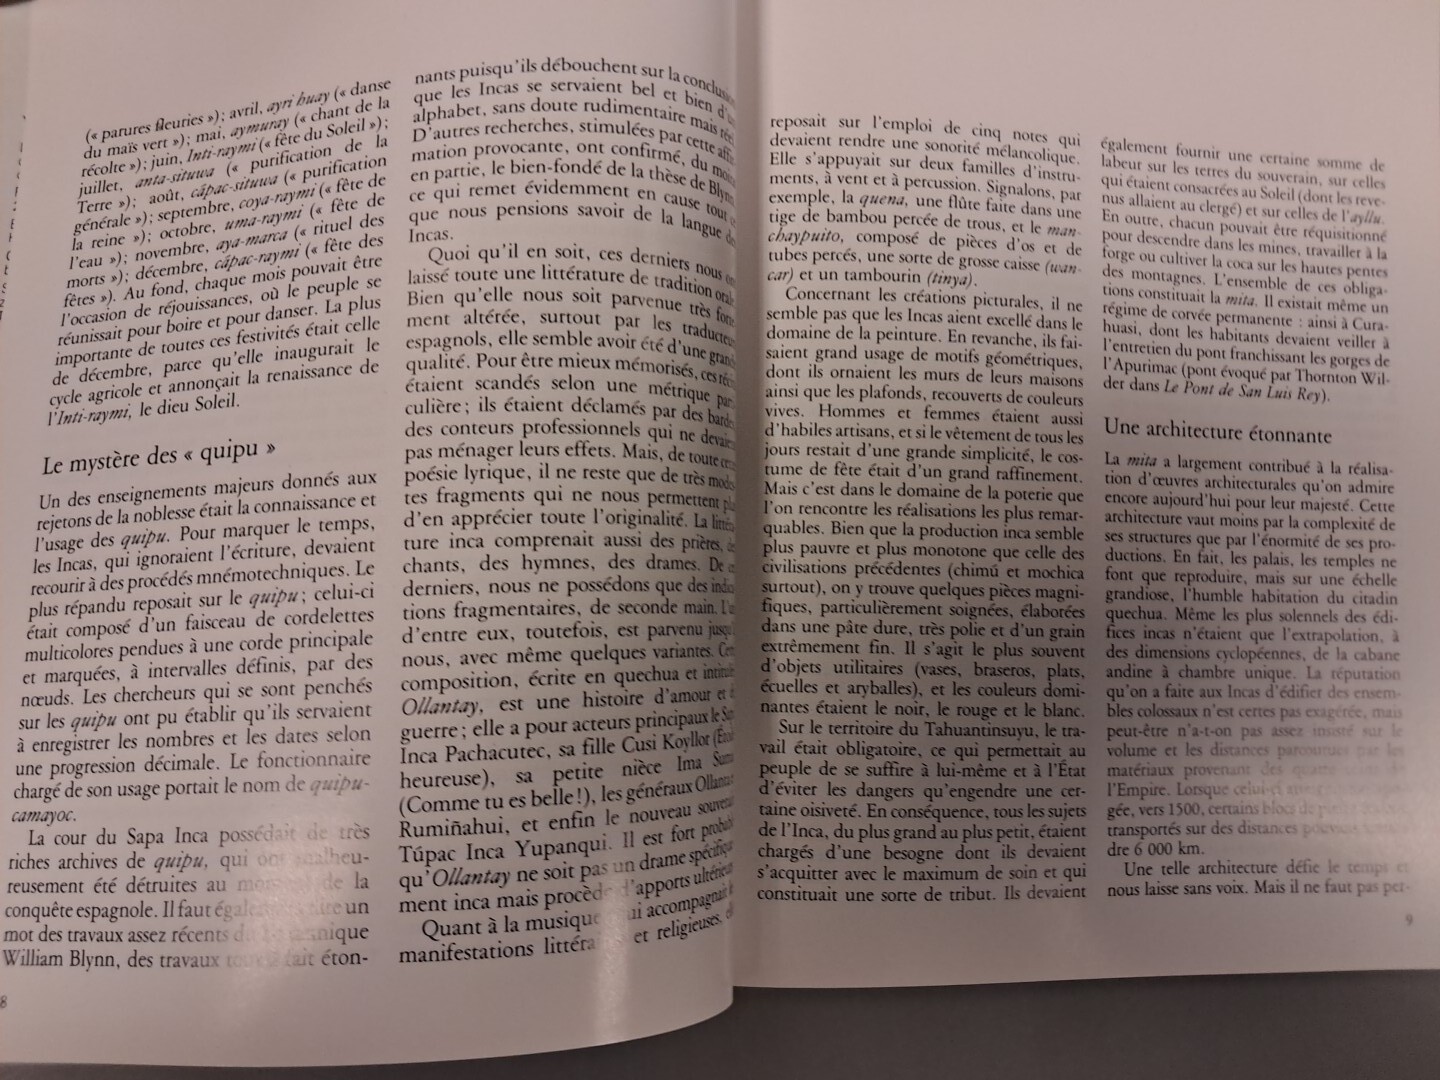 (« parures fleuries »); avril, ayri huay (« danse
du maïs vert »); mai, aymuray (« chant de la
récolte »); juin, Inti-raymi (« fête du Soleil »);
juillet, anta-situwa (« purification de la
Terre »); août, cápac-situwa (« purification
générale »); septembre, coya-raymi (« fête de
la reine »); octobre, uma-raymi (« fête de
l'eau »); novembre, aya-marca (« rituel des
morts »); décembre, cápac-raymi (« fête des
fêtes »). Au fond, chaque mois pouvait être
l'occasion de réjouissances, où le peuple se
réunissait pour boire et pour danser. La plus
importante de toutes ces festivités était celle
de décembre, parce qu'elle inaugurait le
cycle agricole et annonçait la renaissance de
l'Inti-raymi, le dieu Soleil.
Le mystère des « quipu »
Un des enseignements majeurs donnés aux
rejetons de la noblesse était la connaissance et
l'usage des quipu. Pour marquer le temps,
les Incas, qui ignoraient l'écriture, devaient
recourir à des procédés mnémotechniques. Le
plus répandu reposait sur le quipu; celui-ci
était composé d'un faisceau de cordelettes
multicolores pendues à une corde principale
et marquées, à intervalles définis, par des
nœuds. Les chercheurs qui se sont penchés
sur les quipu ont pu établir qu'ils servaient
à enregistrer les nombres et les dates selon
une progression décimale. Le fonctionnaire
chargé de son usage portait le nom de quipu-
camayoc.
La cour du Sapa Inca possédait de très
riches archives de quipu, qui ont malheu-
reusement été détruites au de la
conquête espagnole. Il faut un
mot des travaux assez récents
William Blynn, des travaux fait éton-
8
nants puisqu'ils débouchent sur la
que les Incas se servaient bel et bien
alphabet, sans doute rudimentaire mais
D'autres recherches, stimulées par cette
mation provocante, ont confirmé, du
en partie, le bien-fondé de la thèse de
ce qui remet évidemment en cause tout
que nous pensions savoir de la langue
Incas.
Quoi qu'il en soit, ces derniers nous
laissé toute une littérature de tradition
Bien qu'elle nous soit parvenue très
ment altérée, surtout par les
espagnols, elle semble avoir été d'une
qualité. Pour être mieux mémorisés, ces
étaient scandés selon une métrique
culière; ils étaient déclamés par des
des conteurs professionnels qui ne
pas ménager leurs effets. Mais, de toute
poésie lyrique, il ne reste que de très
tes fragments qui ne nous permettent
d'en apprécier toute l'originalité. La
ture inca comprenait aussi des prières,
chants, des hymnes, des drames. De
derniers, nous ne possédons que des
tions fragmentaires, de seconde main.
d'entre eux, toutefois, est parvenu
nous, avec même quelques variantes.
composition, écrite en quechua et
Ollantay, est une histoire d'amour et
guerre; elle a pour acteurs principaux le
Inca Pachacutec, sa fille Cusi Koyllor
heureuse), sa petite nièce Ima
(Comme tu es belle!), les généraux
Rumiñahui, et enfin le nouveau
Túpac Inca Yupanqui. Il est fort
qu'Ollantay ne soit pas un drame
ment inca mais procède d'apports
Quant à la musique qui
manifestations et religieuses,
reposait sur l'emploi de cinq notes qui
devaient rendre une sonorité mélancolique.
Elle s'appuyait sur deux familles d'instru-
ments, à vent et à percussion. Signalons, par
exemple, la quena, une flûte faite dans une
tige de bambou percée de trous, et le man-
chaypuito, composé de pièces d'os et de
tubes percés, une sorte de grosse caisse (wan-
car) et un tambourin (tinya).
Concernant les créations picturales, il ne
semble pas que les Incas aient excellé dans le
domaine de la peinture. En revanche, ils fai-
saient grand usage de motifs géométriques,
dont ils ornaient les murs de leurs maisons
ainsi que les plafonds, recouverts de couleurs
vives. Hommes et femmes étaient aussi
d'habiles artisans, et si le vêtement de tous les
jours restait d'une grande simplicité, le cos-
tume de fête était d'un grand raffinement.
Mais c'est dans le domaine de la poterie que
l'on rencontre les réalisations les plus remar-
quables. Bien que la production inca semble
plus pauvre et plus monotone que celle des
civilisations précédentes (chimú et mochica
surtout), on y trouve quelques pièces magni-
fiques, particulièrement soignées, élaborées
dans une pâte dure, très polie et d'un grain
extrêmement fin. Il s'agit le plus souvent
d'objets utilitaires (vases, braseros, plats,
écuelles et aryballes), et les couleurs domi-
nantes étaient le noir, le rouge et le blanc.
Sur le territoire du Tahuantinsuyu, le tra-
vail était obligatoire, ce qui permettait au
peuple de se suffire à lui-même et à l'État
d'éviter les dangers qu'engendre une cer-
taine oisiveté. En conséquence, tous les sujets
de l'Inca, du plus grand au plus petit, étaient
chargés d'une besogne dont ils devaient
s'acquitter avec le maximum de soin et qui
constituait une sorte de tribut. Ils devaient
également fournir une certaine somme de
labeur sur les terres du souverain, sur celles
qui étaient consacrées au Soleil (dont les reve-
nus allaient au clergé) et sur celles de l'ayllu.
En outre, chacun pouvait être réquisitionné
pour descendre dans les mines, travailler à la
forge ou cultiver la coca sur les hautes pentes
des montagnes. L'ensemble de ces obliga-
tions constituait la mita. Il existait même un
régime de corvée permanente : ainsi à Cura-
huasi, dont les habitants devaient veiller à
l'entretien du pont franchissant les gorges de
l'Apurimac (pont évoqué par Thornton Wil-
der dans Le Pont de San Luis Rey).
Une architecture étonnante
La mita a largement contribué à la réalisa-
tion d'œuvres architecturales qu'on admire
encore aujourd'hui pour leur majesté. Cette
architecture vaut moins par la complexité de
ses structures que par l'énormité de ses pro-
ductions. En fait, les palais, les temples ne
font que reproduire, mais sur une échelle
grandiose, l'humble habitation du citadin
quechua. Même les plus solennels des édi-
fices incas n'étaient que l'extrapolation, à
des dimensions cyclopéennes, de la cabane
andine à chambre unique. La réputation
qu'on a faite aux Incas d'édifier des ensem-
bles colossaux n'est certes pas exagérée, mais
peut-être n'a-t-on pas assez insisté sur le
volume et les distances parcourues par les
matériaux provenant des quatre
l'Empire. Lorsque celui-ci
gée, vers 1500, certains blocs de
transportés sur des distances
dre 6 000 km.
Une telle architecture défie le temps et
nous laisse sans voix. Mais il ne faut pas per-
9